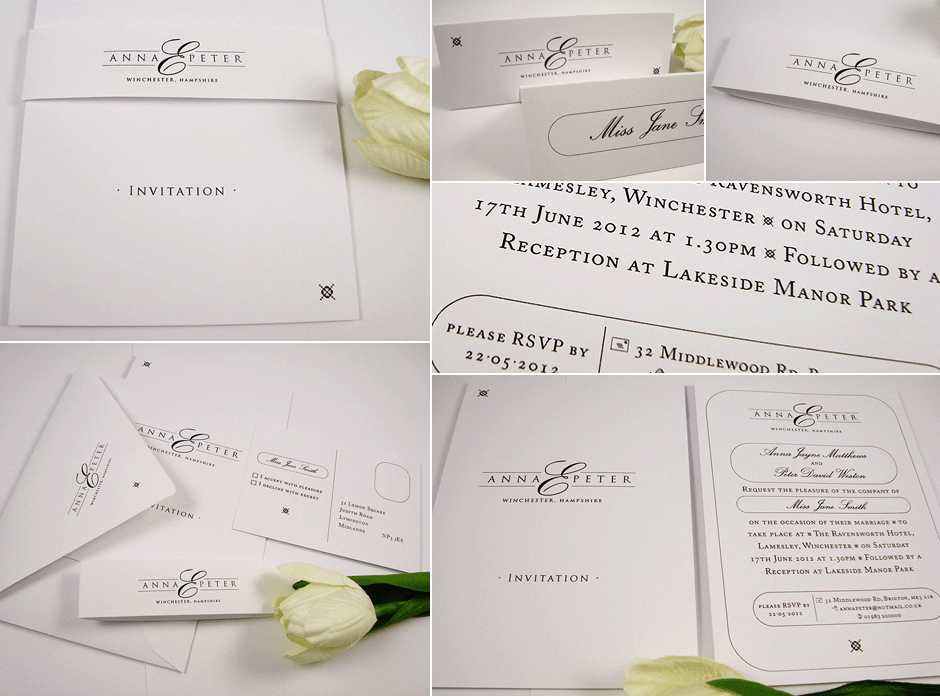 ANNA & PETER
WINCHESTER, HAMPSHIRE
· INVITATION ·
ANNA & PETER
WINCHESTER, HAMPSHIRE
Miss Jane
ANNA & PETER
WINCHESTER, HAMPSHIRE
RAVENSWORTH HOTEL,
LAMESLEY, WINCHESTER ON SATURDAY
17TH JUNE 2012 AT 1.30PM FOLLOWED BY A
RECEPTION AT LAKESIDE MANOR PARK
PLEASE RSVP BY
22·05·2012
32 MIDDLEWOOD RD,
ANNA & PETER
WINCHESTER, HAMPSHIRE
ANNA & PETER
WINCHESTER, HAMPSHIRE
INVITATION ·
Miss Jane Smith
I ACCEPT WITH PLEASURE
I DECLINE WITH REGRET
32 LEMON SQUARE
JUDITH ROAD
LYMINGTON
MIDLANDS
NP3 2K8
ANNA & PETER
WINCHESTER, HAMPSHIRE
ANNA & PETER
WINCHESTER, HAMPSHIRE
· INVITATION ·
ANNA & PETER
WINCHESTER, HAMPSHIRE
Anna Jayne Matthews
AND
Peter David Weston
REQUEST THE PLEASURE OF THE COMPANY OF
Miss Jane Smith
ON THE OCCASION OF THEIR MARRIAGE TO
TAKE PLACE AT THE RAVENSWORTH HOTEL,
LAMESLEY, WINCHESTER ON SATURDAY
17TH JUNE 2012 AT 1.30PM FOLLOWED BY A
RECEPTION AT LAKESIDE MANOR PARK
PLEASE RSVP BY
22·05·2012
32 MIDDLEWOOD RD, BRIGTON, MK3 2J8
ANNAPETER@HOTMAIL.CO.UK
01983 200000